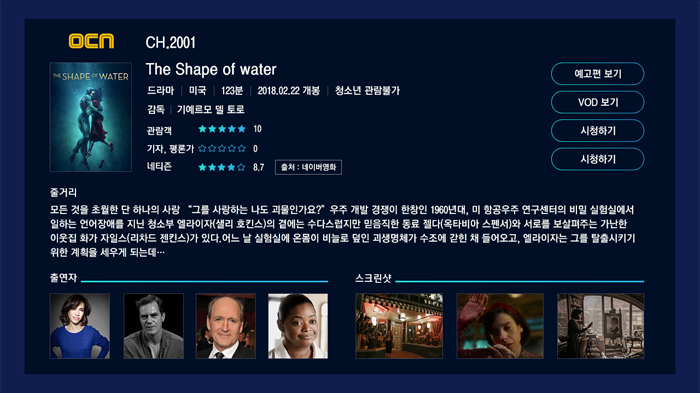 OCN CH.2001
THE SHAPE OF WATER
The Shape of water
드라마 | 미국 | 123분 | 2018.02.22 개봉 | 청소년 관람불가
감독 | 기예르모 델 토로
관람객 ★★★★★ 10
기자, 평론가 ☆☆☆☆☆ 0
네티즌 ★★★★☆ 8.7 출처 : 네이버영화
예고편 보기
VOD 보기
시청하기
시청하기
줄거리
모든 것을 초월한 단 하나의 사랑 “그를 사랑하는 나도 괴물인가요?” 우주 개발 경쟁이 한창인 1960년대, 미 항공우주 연구센터의 비밀 실험실에서
일하는 언어장애를 지닌 청소부 엘라이자(샐리 호킨스)의 곁에는 수다스럽지만 믿음직한 동료 젤다(옥타비아 스펜서)와 서로를 보살펴주는 가난한
이웃집 화가 자일스(리차드 젠킨스)가 있다.어느 날 실험실에 온몸이 비늘로 덮인 괴생명체가 수조에 갇힌 채 들어오고, 엘라이자는 그를 탈출시키기
위한 계획을 세우게 되는데…
출연자
스크린샷